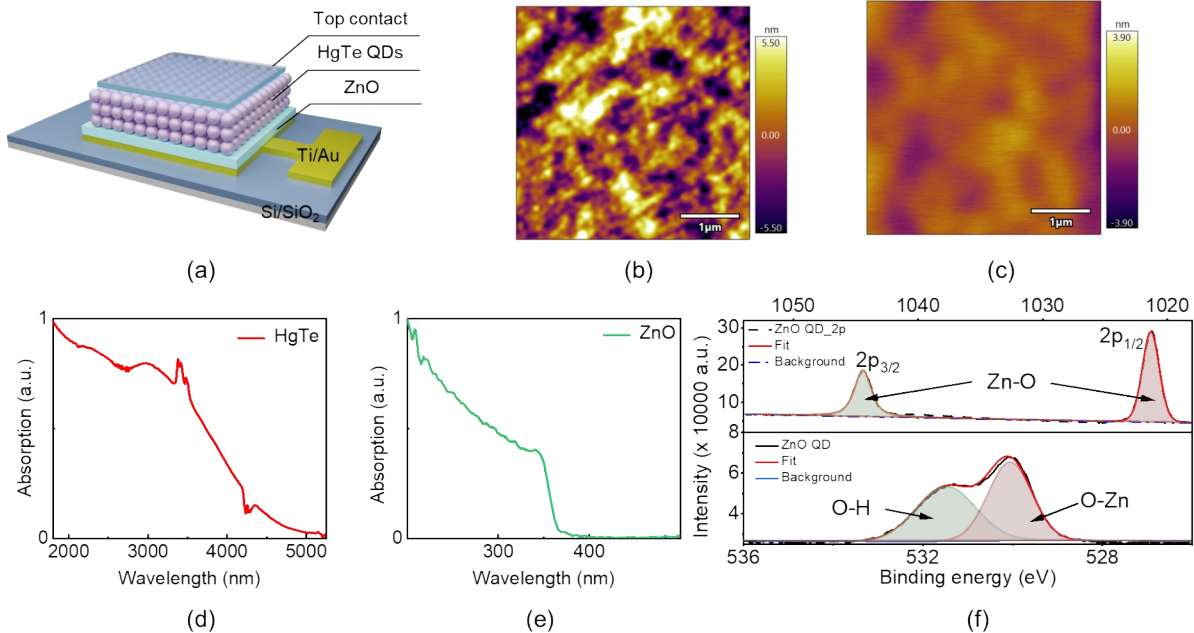 Top contact
HgTe QDs
ZnO
Ti/Au
Si/SiO2
(a)
nm
5.50
0.00
-5.50
1μm
(b)
nm
3.90
0.00
-3.90
1μm
(c)
1
HgTe
Absorption (a.u.)
0
2000 3000 4000 5000
Wavelength (nm)
(d)
1
ZnO
Absorption (a.u.)
0
300 400
Wavelength (nm)
(e)
1050 1040 1030 1020
30
20
10
ZnO QD_2p
Fit
Background
2p3/2
Zn-O
2p1/2
8
6
4
ZnO QD
Fit
Background
O-H
O-Zn
Intensity (x 10000 a.u.)
536 532 528
Binding energy (eV)
(f)